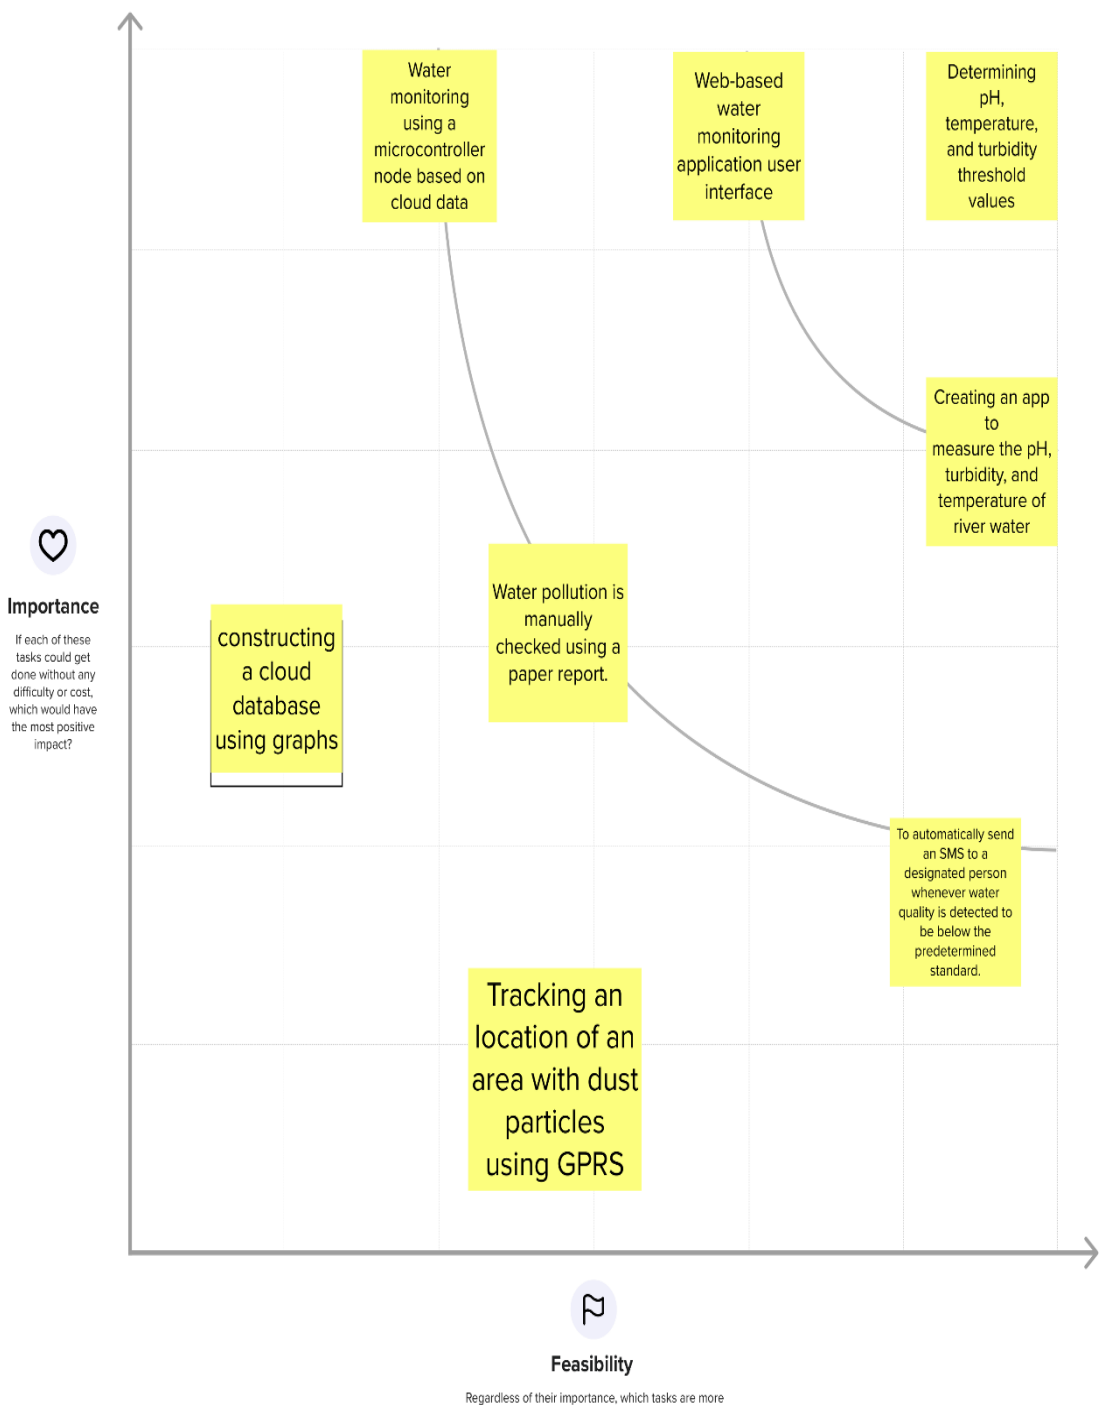 Water
monitoring
using a
microcontroller
node based on
cloud data
Web-based
water
monitoring
application user
interface
Determining
pH,
temperature,
and turbidity
threshold
values
Creating an app
to
measure the pH,
turbidity, and
temperature of
river water
Importance
If each of these
tasks could get
done without any
difficulty or cost,
which would have
the most positive
impact?
Water pollution is
manually
checked using a
paper report.
constructing
a cloud
database
using graphs
To automatically send
an SMS to a
designated person
whenever water
quality is detected to
be below the
predetermined
standard.
Tracking an
location of an
area with dust
particles
using GPRS
Feasibility
Regardless of their importance, which tasks are more